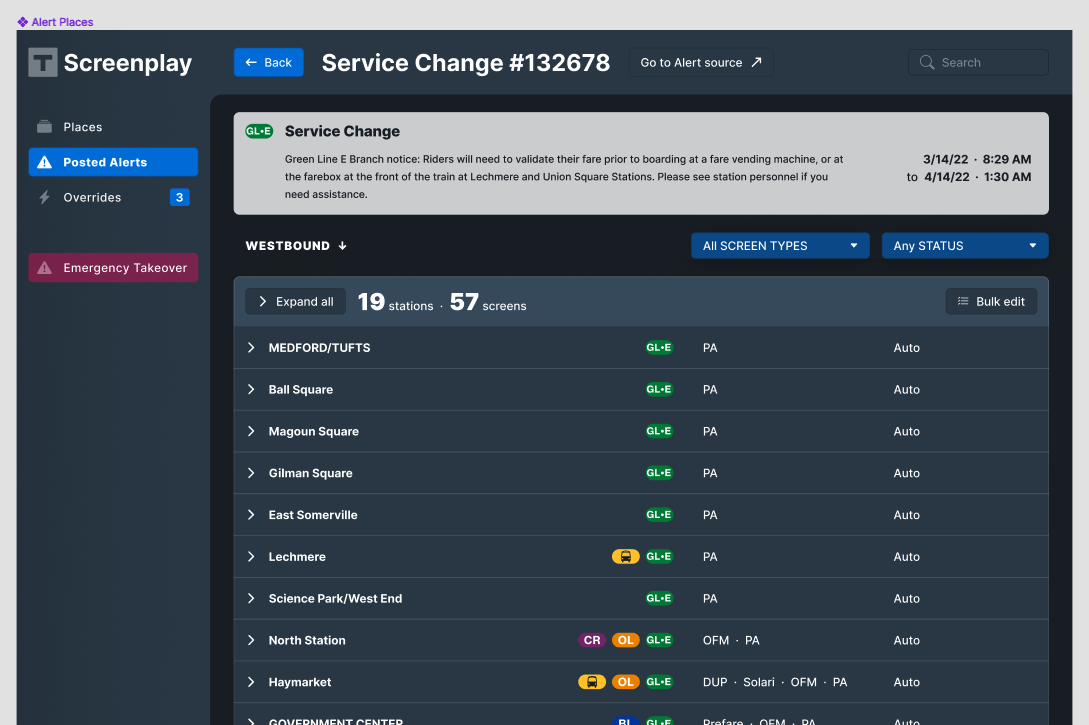 Alert Places
T Screenplay
Back
Service Change #132678
Go to Alert source
Search
Places
Posted Alerts
Overrides 3
Emergency Takeover
GL•E Service Change
Green Line E Branch notice: Riders will need to validate their fare prior to boarding at a fare vending machine, or at
the farebox at the front of the train at Lechmere and Union Square Stations. Please see station personnel if you
need assistance.
3/14/22 · 8:29 AM
to 4/14/22 · 1:30 AM
WESTBOUND ↓
All SCREEN TYPES
Any STATUS
Expand all
19 stations · 57 screens
Bulk edit
MEDFORD/TUFTS GL•E PA Auto
Ball Square GL•E PA Auto
Magoun Square GL•E PA Auto
Gilman Square GL•E PA Auto
East Somerville GL•E PA Auto
Lechmere GL•E PA Auto
Science Park/West End GL•E PA Auto
North Station CR OL GL•E OFM · PA Auto
Haymarket OL GL•E DUP · Solari · OFM · PA Auto
GOVERNMENT CENTER BL GL•E Prefare · OFM · PA Auto